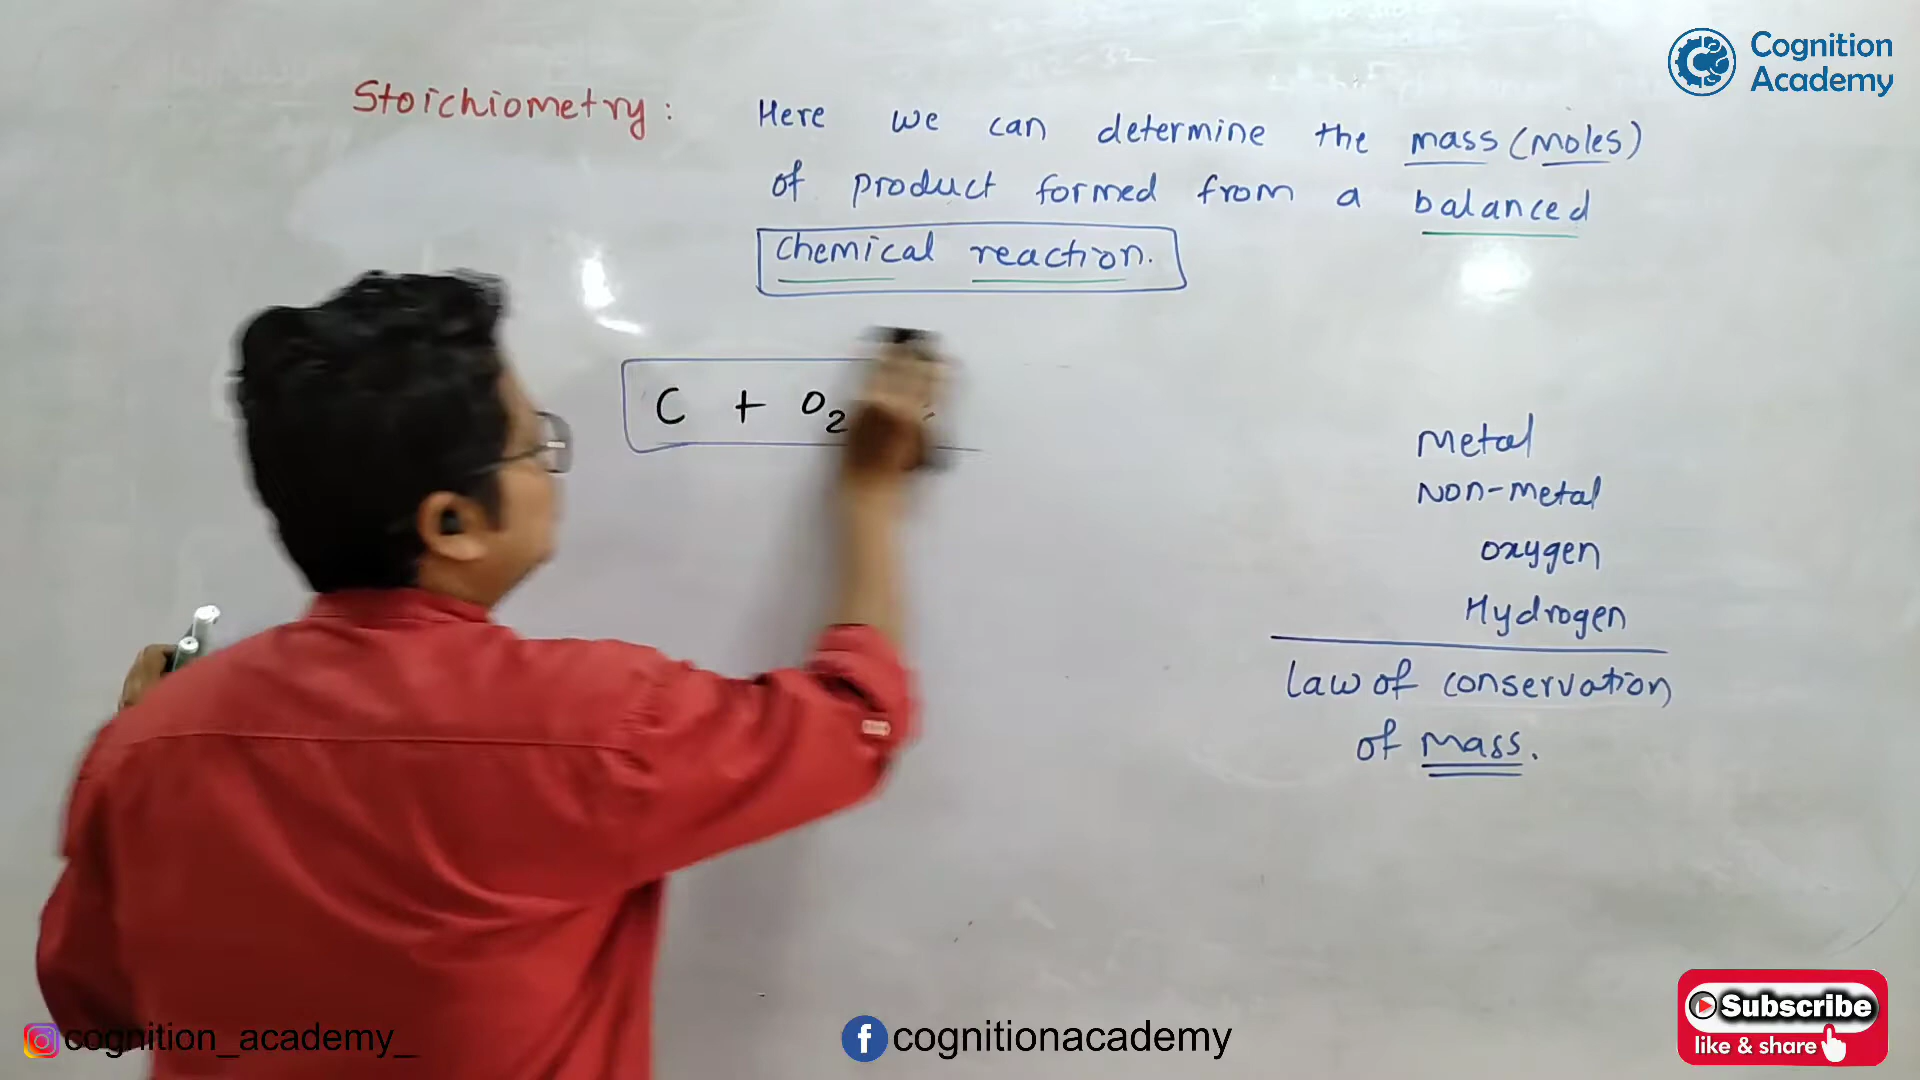 Cognition
Academy
Stoichiometry : Here we can determine the mass (moles)
of product formed from a balanced
chemical reaction.
C + O2
Metal
Non-metal
oxygen
Hydrogen
law of conservation
of mass.
cognition_academy_
cognitionacademy
Subscribe
like & share